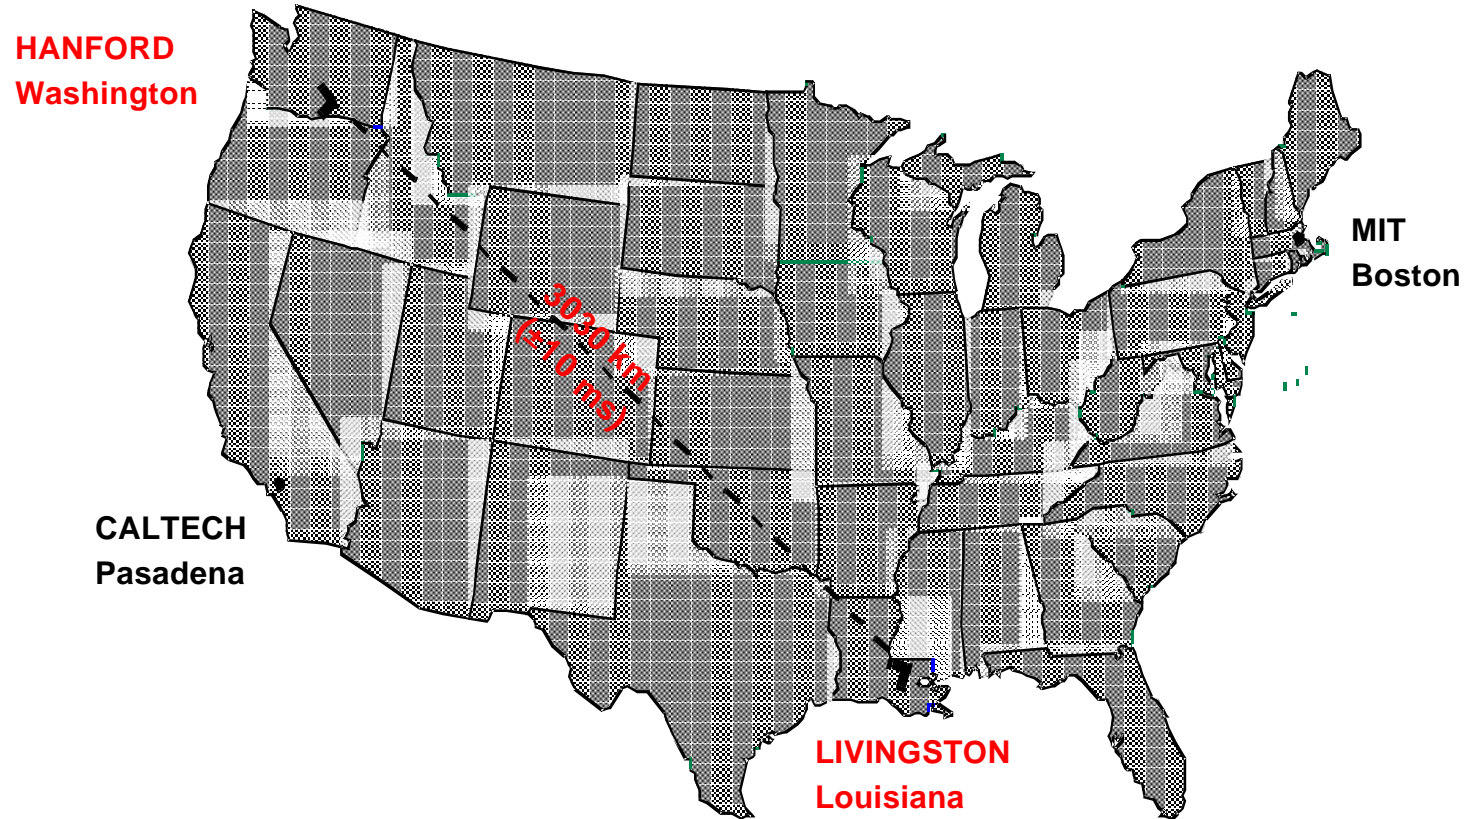 HANFORD
Washington
MIT
Boston
3030 km
(±10 ms)
CALTECH
Pasadena
LIVINGSTON
Louisiana